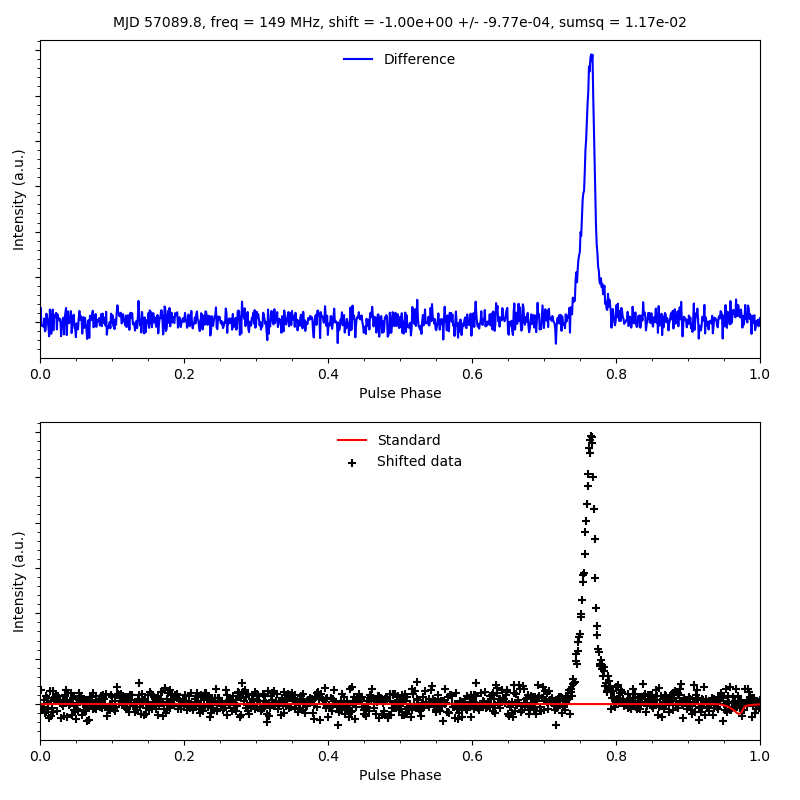 MJD 57089.8, freq = 149 MHz, shift = -1.00e+00 +/- -9.77e-04, sumsq = 1.17e-02
Difference
Intensity (a.u.)
0.0 0.2 0.4 0.6 0.8 1.0
Pulse Phase
Standard
Shifted data
Intensity (a.u.)
0.0 0.2 0.4 0.6 0.8 1.0
Pulse Phase